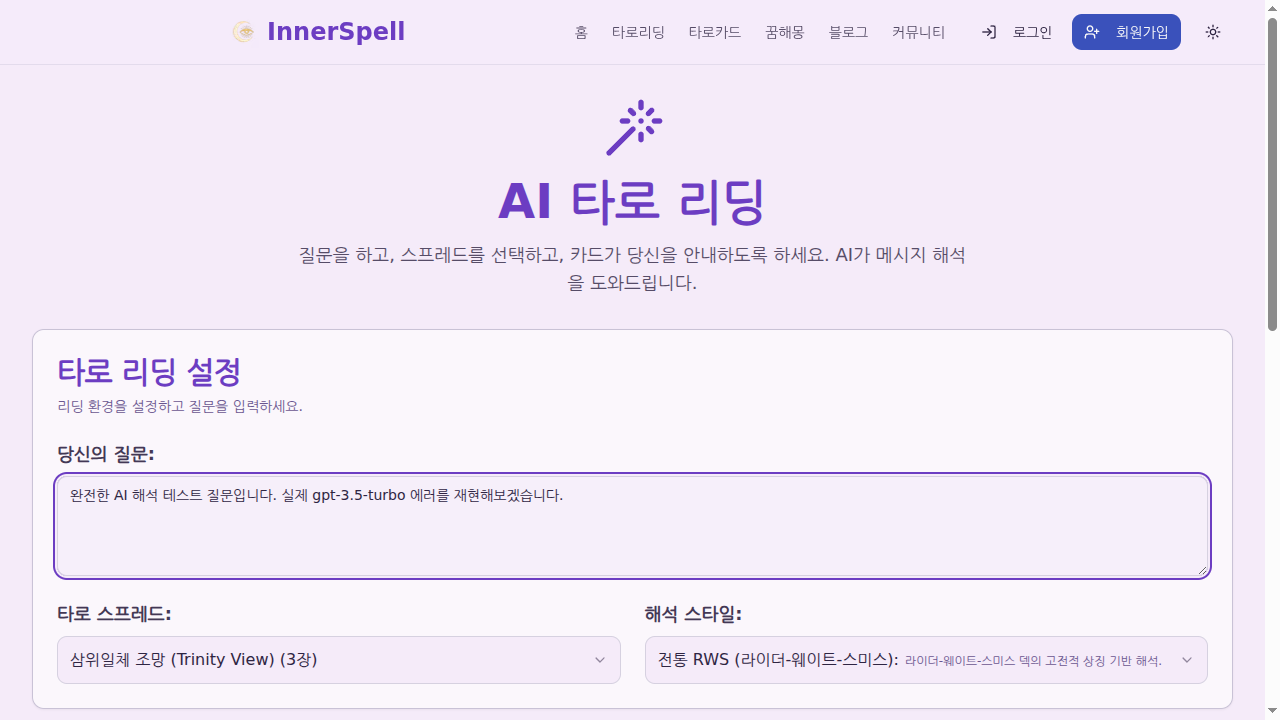 InnerSpell
홈
타로리딩
타로카드
꿈해몽
블로그
커뮤니티
로그인
회원가입
AI 타로 리딩
질문을 하고, 스프레드를 선택하고, 카드가 당신을 안내하도록 하세요. AI가 메시지 해석
을 도와드립니다.
타로 리딩 설정
리딩 환경을 설정하고 질문을 입력하세요.
당신의 질문:
완전한 AI 해석 테스트 질문입니다. 실제 gpt-3.5-turbo 에러를 재현해보겠습니다.
타로 스프레드:
삼위일체 조망 (Trinity View) (3장)
해석 스타일:
전통 RWS (라이더-웨이트-스미스): 라이더-웨이트-스미스 덱의 고전적 상징 기반 해석.